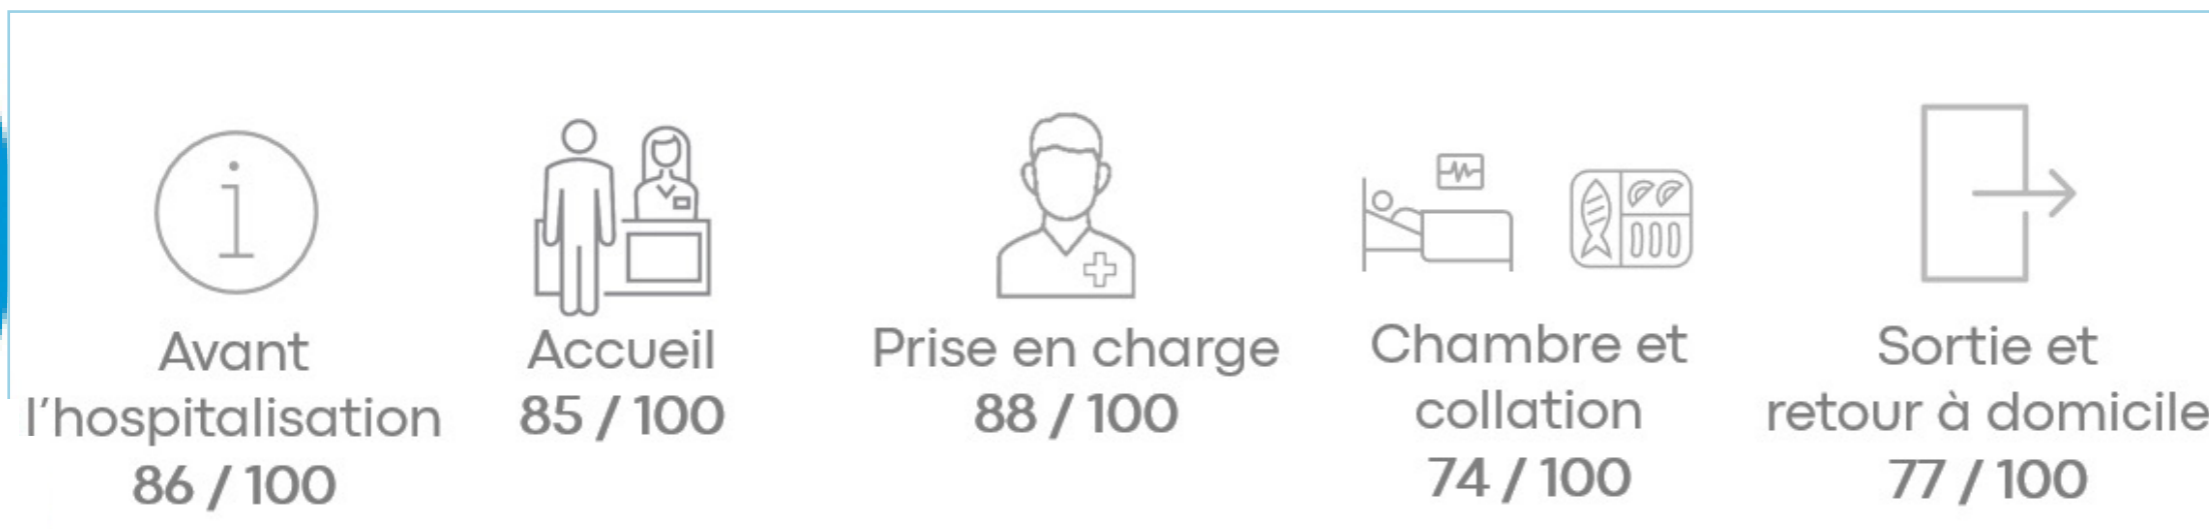 Avant
l'hospitalisation
86 / 100
Accueil
85 / 100
Prise en charge
88 / 100
Chambre et
collation
74 / 100
Sortie et
retour à domicile
77 / 100